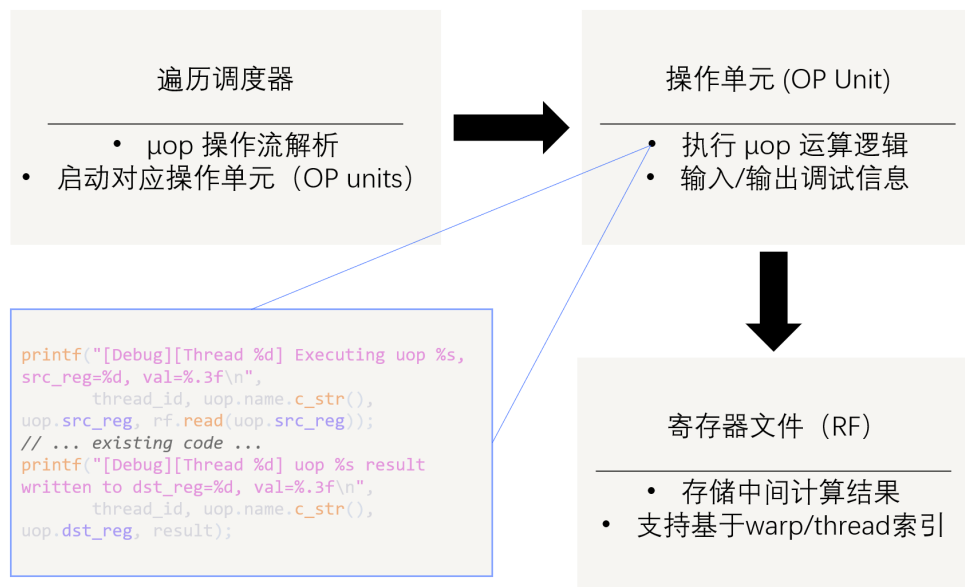 遍历调度器
• μop 操作流解析
• 启动对应操作单元（OP units）
操作单元 (OP Unit)
• 执行 μop 运算逻辑
• 输入/输出调试信息
printf("[Debug][Thread %d] Executing uop %s,
src_reg=%d, val=%.3f\n",
thread_id, uop.name.c_str(),
uop.src_reg, rf.read(uop.src_reg));
// ... existing code ...
printf("[Debug][Thread %d] uop %s result
written to dst_reg=%d, val=%.3f\n",
thread_id, uop.name.c_str(),
uop.dst_reg, result);
寄存器文件（RF）
• 存储中间计算结果
• 支持基于warp/thread索引